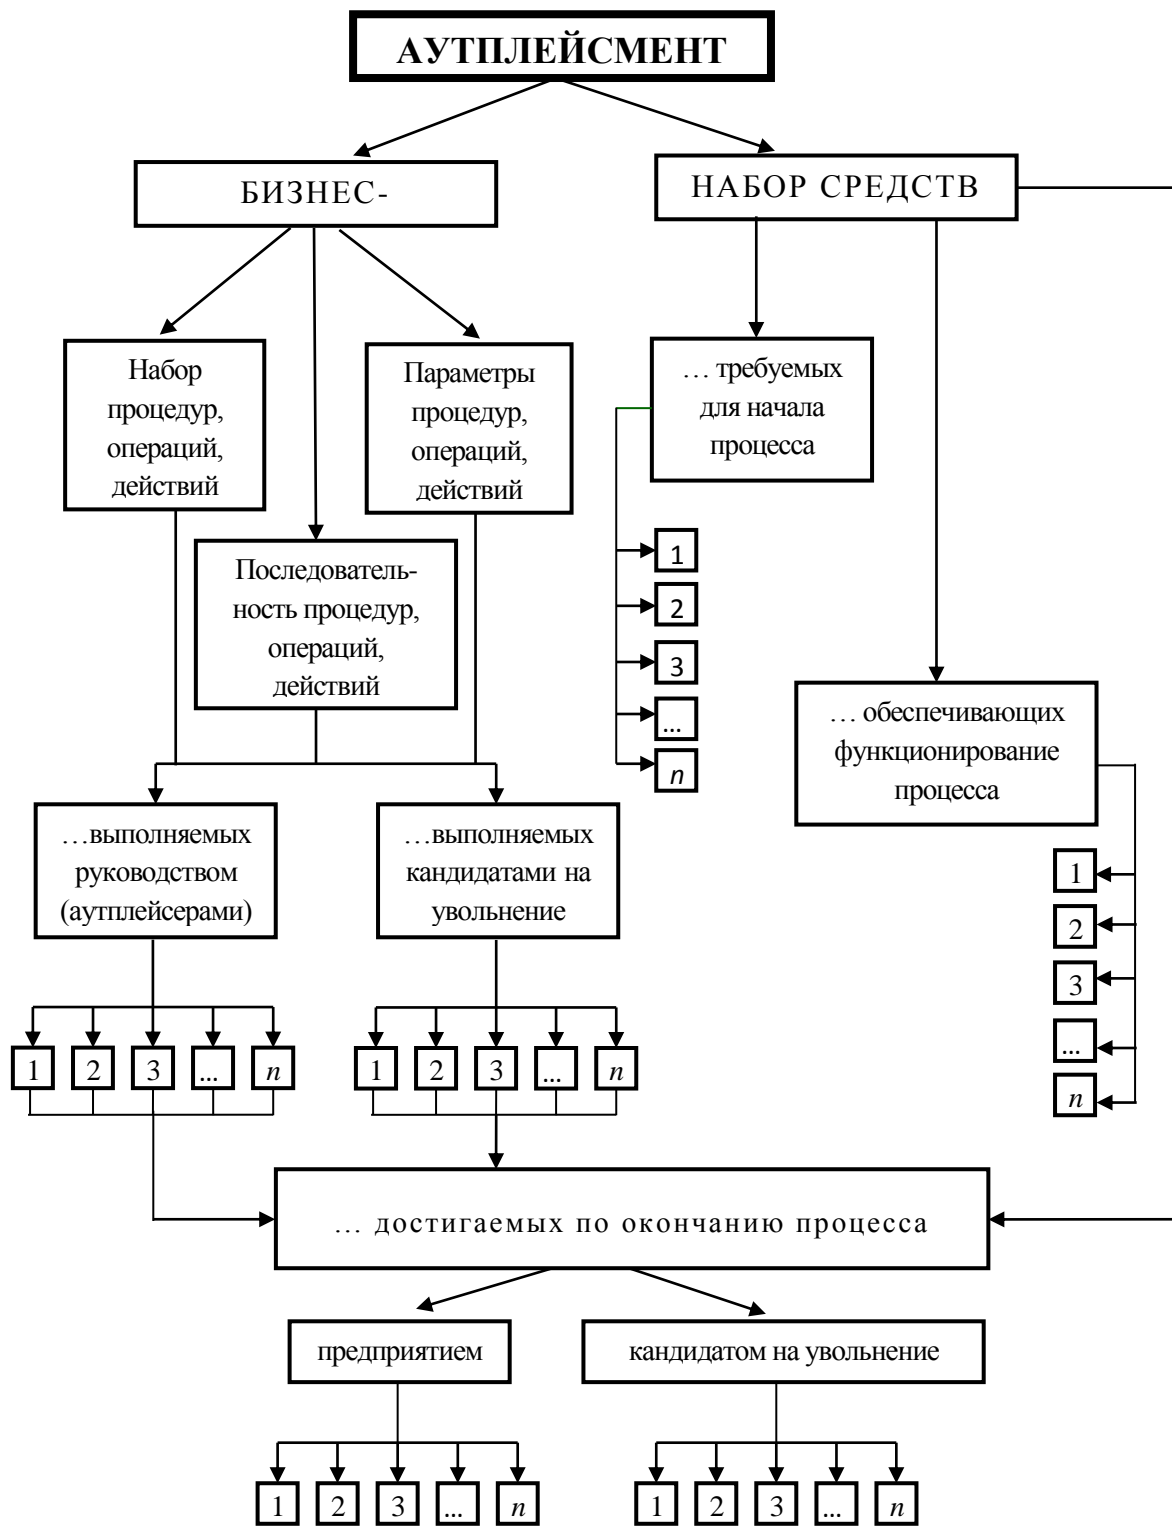 АУТПЛЕЙСМЕНТ
БИЗНЕС-
НАБОР СРЕДСТВ
Набор
процедур,
операций,
действий
Параметры
процедур,
операций,
действий
… требуемых
для начала
процесса
Последователь-
ность процедур,
операций,
действий
1
2
3
...
n
… обеспечивающих
функционирование
процесса
1
2
3
...
n
…выполняемых
руководством
(аутплейсерами)
…выполняемых
кандидатами на
увольнение
1 2 3 ... n
1 2 3 ... n
… достигаемых по окончанию процесса
предприятием
кандидатом на увольнение
1 2 3 ... n
1 2 3 ... n